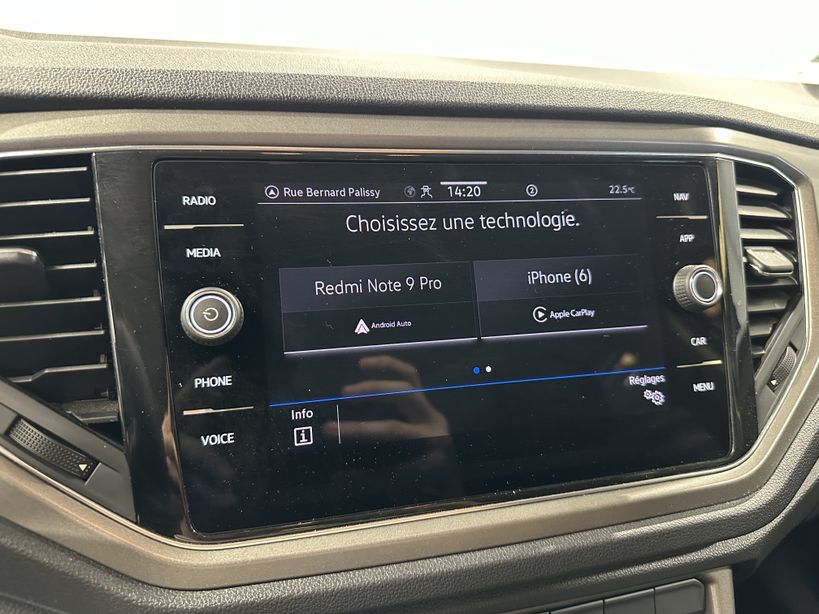 RADIO
MEDIA
PHONE
VOICE
Rue Bernard Palissy
14:20
2
22.5°C
Choisissez une technologie.
Redmi Note 9 Pro
Android Auto
iPhone (6)
Apple CarPlay
Réglages
Info
i
NAV
APP
CAR
MENU